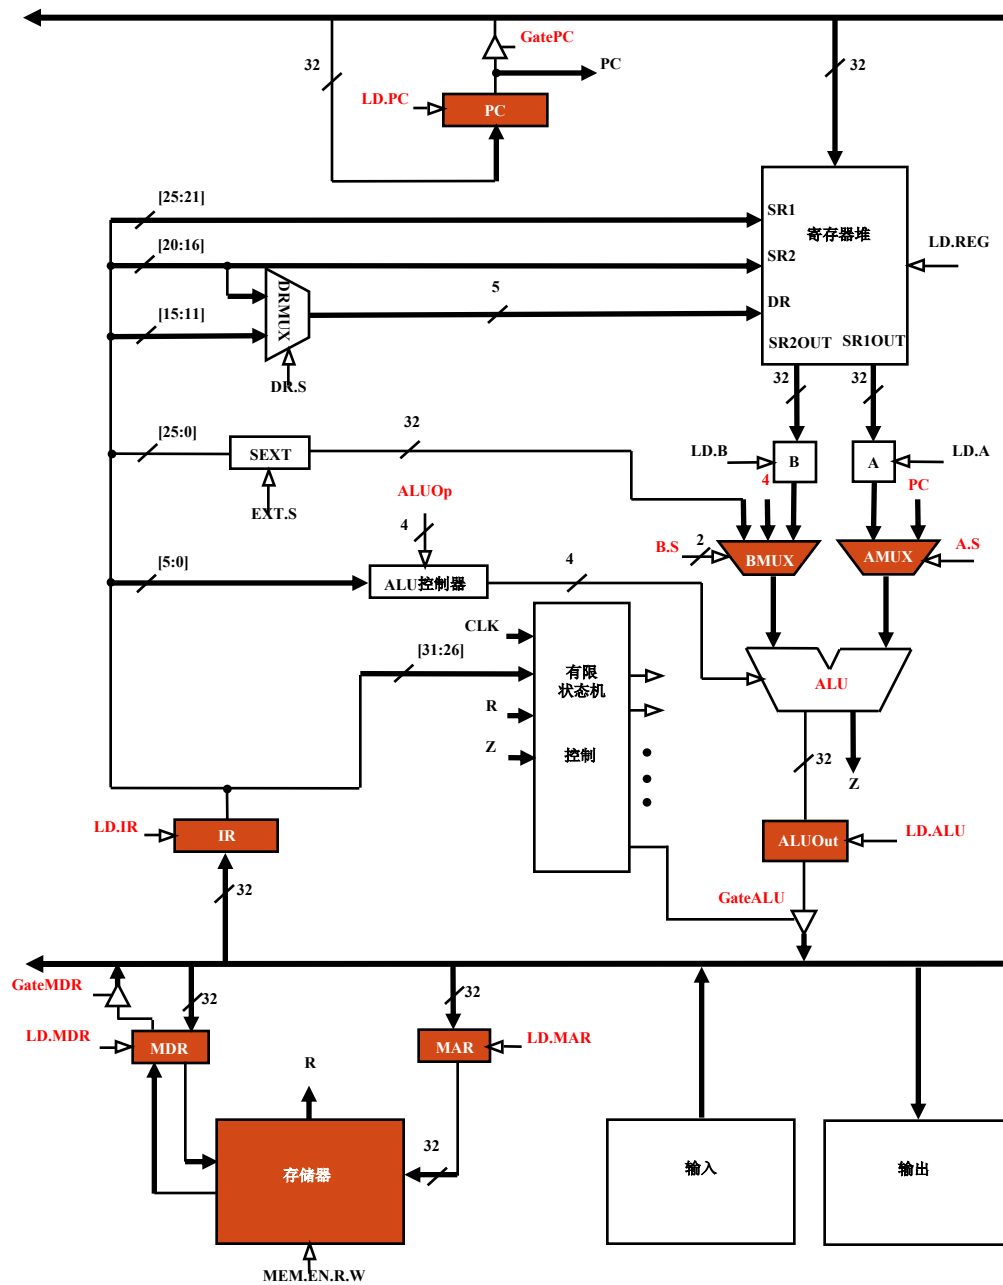 GatePC
32
PC
32
LD.PC
PC
[25:21]
SR1
寄存器堆
LD.REG
[20:16]
SR2
DRMUX
5
DR
[15:11]
SR2OUT
SR1OUT
DR.S
32
32
[25:0]
32
SEXT
LD.B
B
A
LD.A
EXT.S
ALUOp
4
PC
4
B.S
2
BMUX
AMUX
A.S
[5:0]
ALU控制器
4
CLK
[31:26]
有限
状态机
ALU
R
Z
控制
32
Z
LD.IR
IR
ALUOut
LD.ALU
32
GateALU
GateMDR
32
32
LD.MDR
MDR
MAR
LD.MAR
R
32
存储器
输入
输出
MEM.EN.R.W